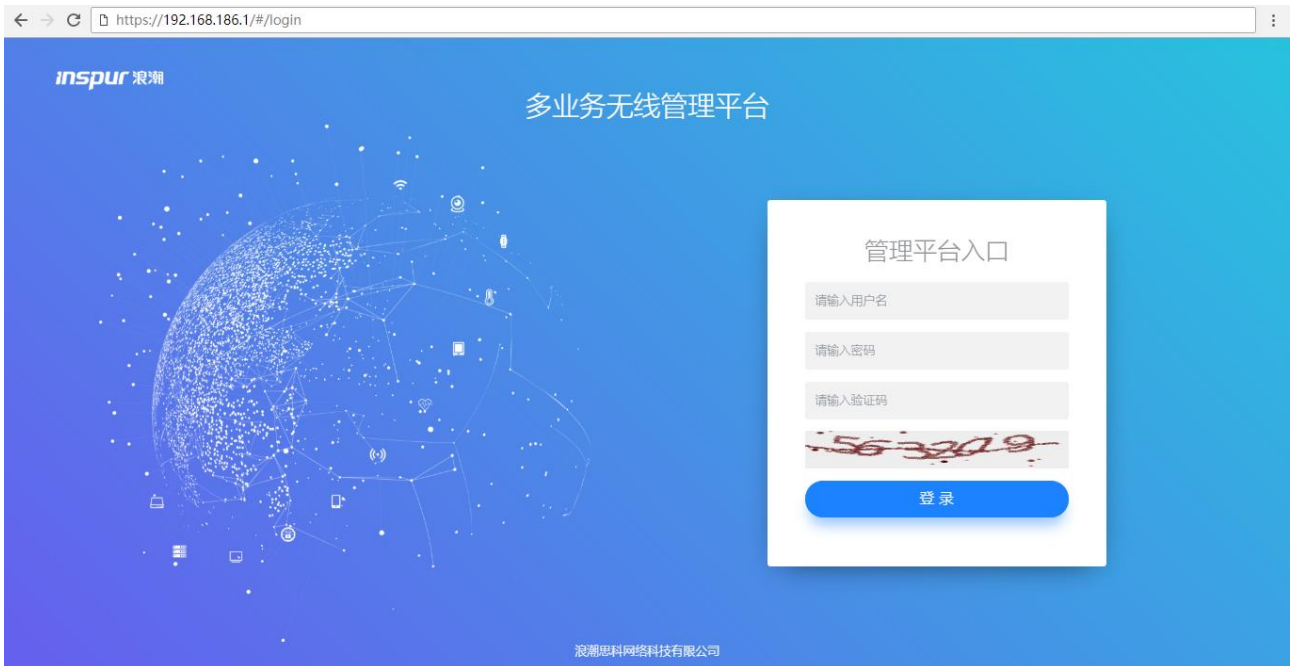 https://192.168.186.1/#/login
inspur 浪潮
多业务无线管理平台
管理平台入口
请输入用户名
请输入密码
请输入验证码
登 录
浪潮思科网络科技有限公司